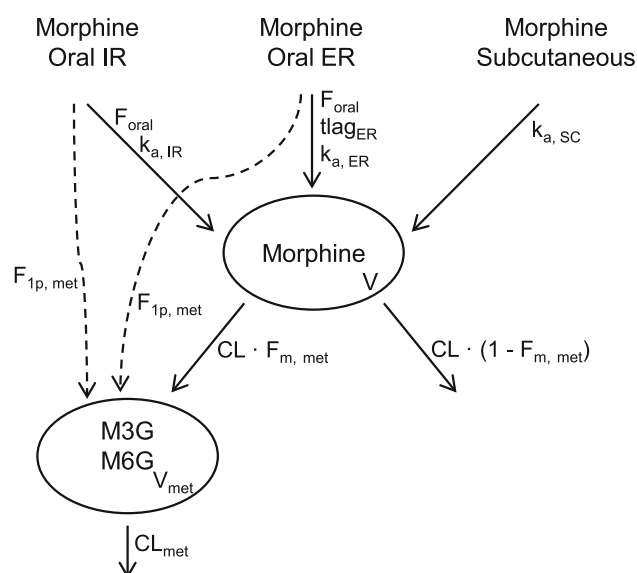 Morphine
Oral IR
Morphine
Oral ER
Morphine
Subcutaneous
F_oral
k_a, IR
F_oral
tlag_ER
k_a, ER
k_a, SC
Morphine
V
F_1p, met
F_1p, met
CL · F_m, met
CL · (1 - F_m, met)
M3G
M6G
V_met
CL_met